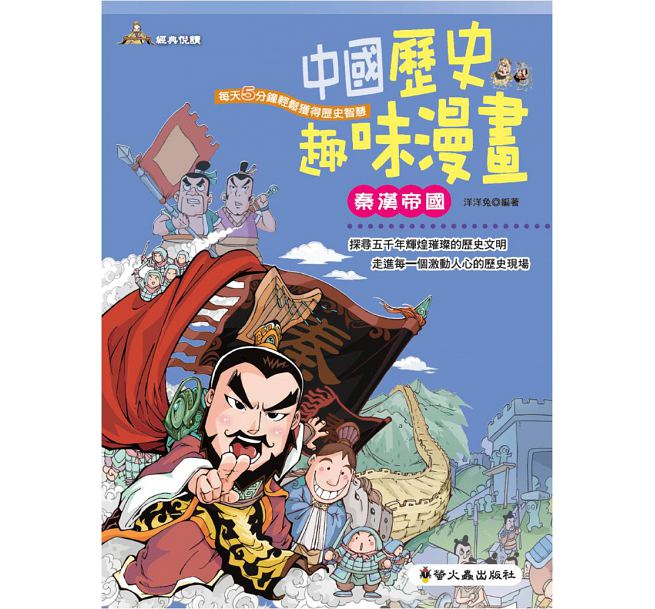 經典悅讀
中國歷史
每天5分鐘輕鬆獲得歷史智慧
趣味漫畫
秦漢帝國
洋洋兔◎編著
探尋五千年輝煌璀璨的歷史文明
走進每一個激動人心的歷史現場
秦
螢火蟲出版社